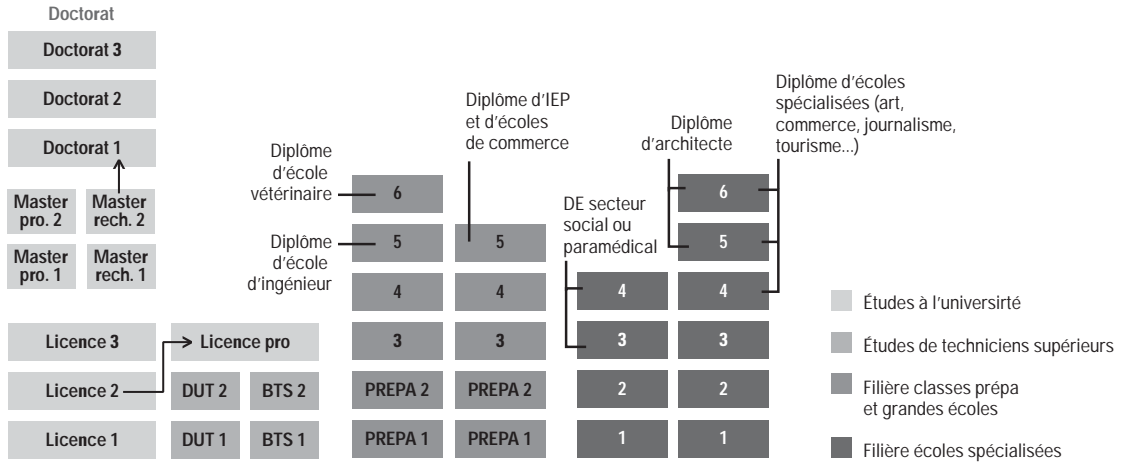 Doctorat
Doctorat 3
Doctorat 2
Doctorat 1
Master
pro. 2
Master
rech. 2
Master
pro. 1
Master
rech. 1
Licence 3
Licence pro
Licence 2
DUT 2
BTS 2
Licence 1
DUT 1
BTS 1
Diplôme
d'école
vétérinaire
6
Diplôme
d'école
d'ingénieur
5
4
3
PREPA 2
PREPA 1
Diplôme d'IEP
et d'écoles
de commerce
5
4
3
PREPA 2
PREPA 1
DE secteur
social ou
paramédical
4
3
2
1
Diplôme
d'architecte
Diplôme d'écoles
spécialisées (art,
commerce, journalisme,
tourisme...)
6
5
4
3
2
1
Études à l'universirté
Études de techniciens supérieurs
Filière classes prépa
et grandes écoles
Filière écoles spécialisées